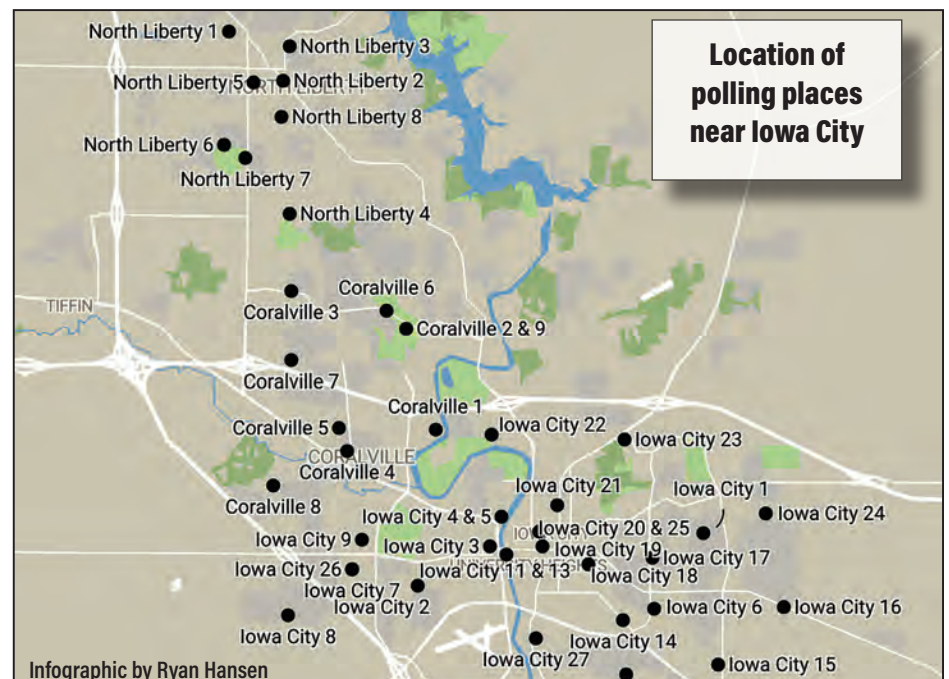 North Liberty 1
North Liberty 3
Location of
polling places
near Iowa City
North Liberty 5
North Liberty 2
NORTH LIBERTY
North Liberty 8
North Liberty 6
North Liberty 7
North Liberty 4
Coralville 6
TIFFIN
Coralville 3
Coralville 2 & 9
Coralville 7
Coralville 1
Coralville 5
Iowa City 22
Iowa City 23
CORALVILLE
Coralville 4
Iowa City 21
Iowa City 1
Coralville 8
Iowa City 4 & 5
Iowa City 24
Iowa City 20 & 25
IOWA CITY
Iowa City 9
Iowa City 3
Iowa City 19
Iowa City 17
UNIVERSITY HEIGHTS
Iowa City 26
Iowa City 11 & 13
Iowa City 18
Iowa City 7
Iowa City 2
Iowa City 6
Iowa City 16
Iowa City 8
Iowa City 14
Iowa City 27
Iowa City 15
Infographic by Ryan Hansen